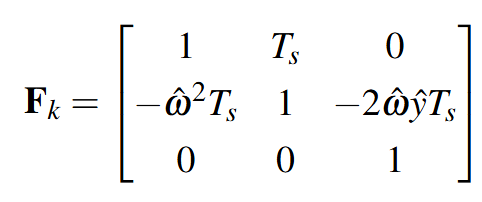 1 T_s 0
F_k = -ω̂²T_s 1 -2ω̂ŷT_s
0 0 1